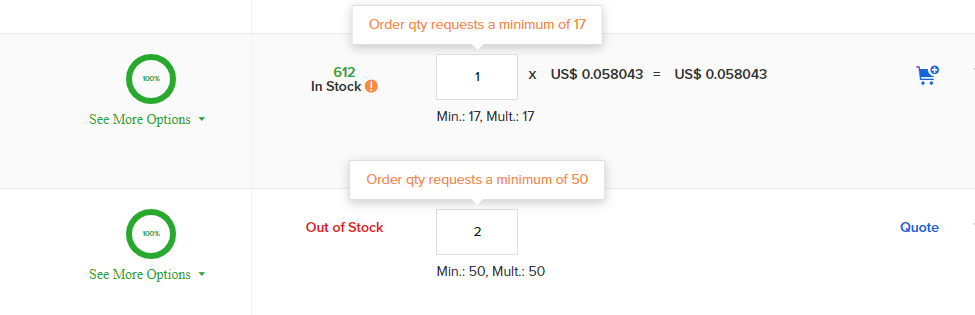 Order qty requests a minimum of 17
100%
See More Options
612
In Stock !
1
x US$ 0.058043 = US$ 0.058043
Min.: 17, Mult.: 17
Order qty requests a minimum of 50
100%
See More Options
Out of Stock
2
Quote
Min.: 50, Mult.: 50